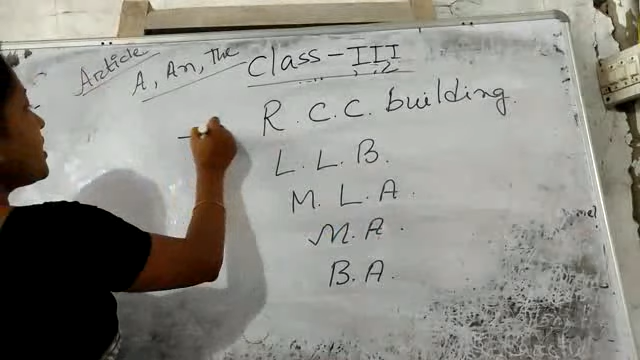 Article
A, An, The
Class - III
R. C. C. building.
L. L. B.
M. L. A.
M. A.
B. A.